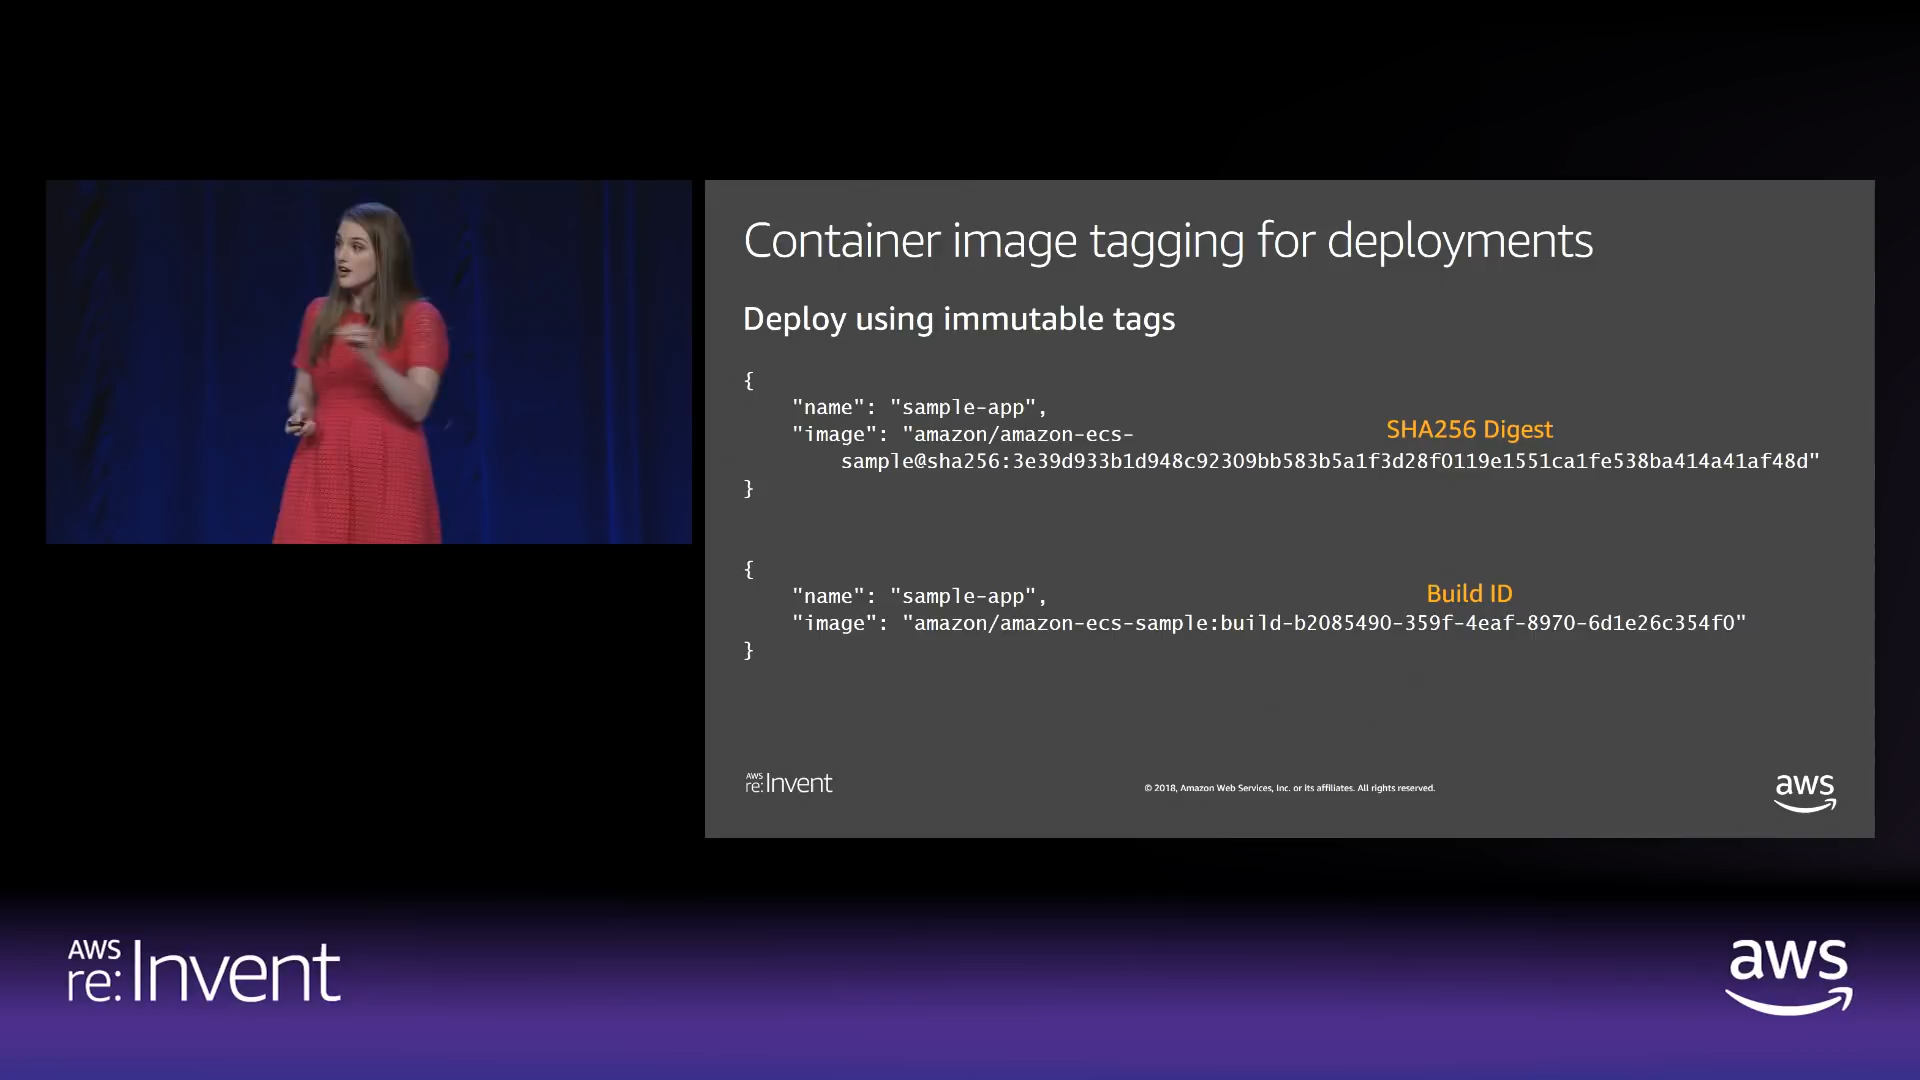 Container image tagging for deployments
Deploy using immutable tags
{
"name": "sample-app",
"image": "amazon/amazon-ecs-
SHA256 Digest
sample@sha256:3e39d933b1d948c92309bb583b5a1f3d28f0119e1551ca1fe538ba414a41af48d"
}
{
"name": "sample-app",
Build ID
"image": "amazon/amazon-ecs-sample:build-b2085490-359f-4eaf-8970-6d1e26c354f0"
}
AWS
re:Invent
© 2018, Amazon Web Services, Inc. or its affiliates. All rights reserved.
aws
AWS
re:Invent
aws